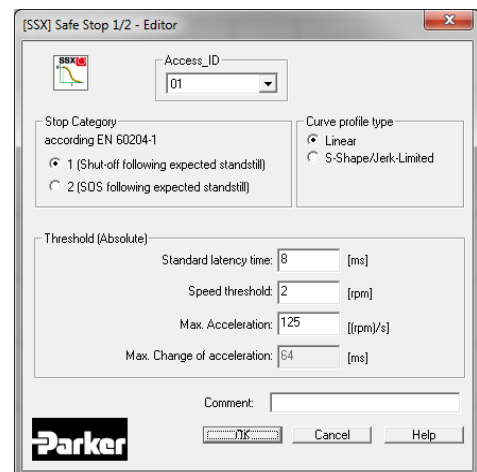 [SSX] Safe Stop 1/2 - Editor
SSX
Access_ID
01
Stop Category
according EN 60204-1
1 (Shut-off following expected standstill)
2 (SOS following expected standstill)
Curve profile type
Linear
S-Shape/Jerk-Limited
Threshold (Absolute)
Standard latency time: 8 [ms]
Speed threshold: 2 [rpm]
Max. Acceleration: 125 [(rpm)/s]
Max. Change of acceleration: 64 [ms]
Comment:
Parker
OK Cancel Help